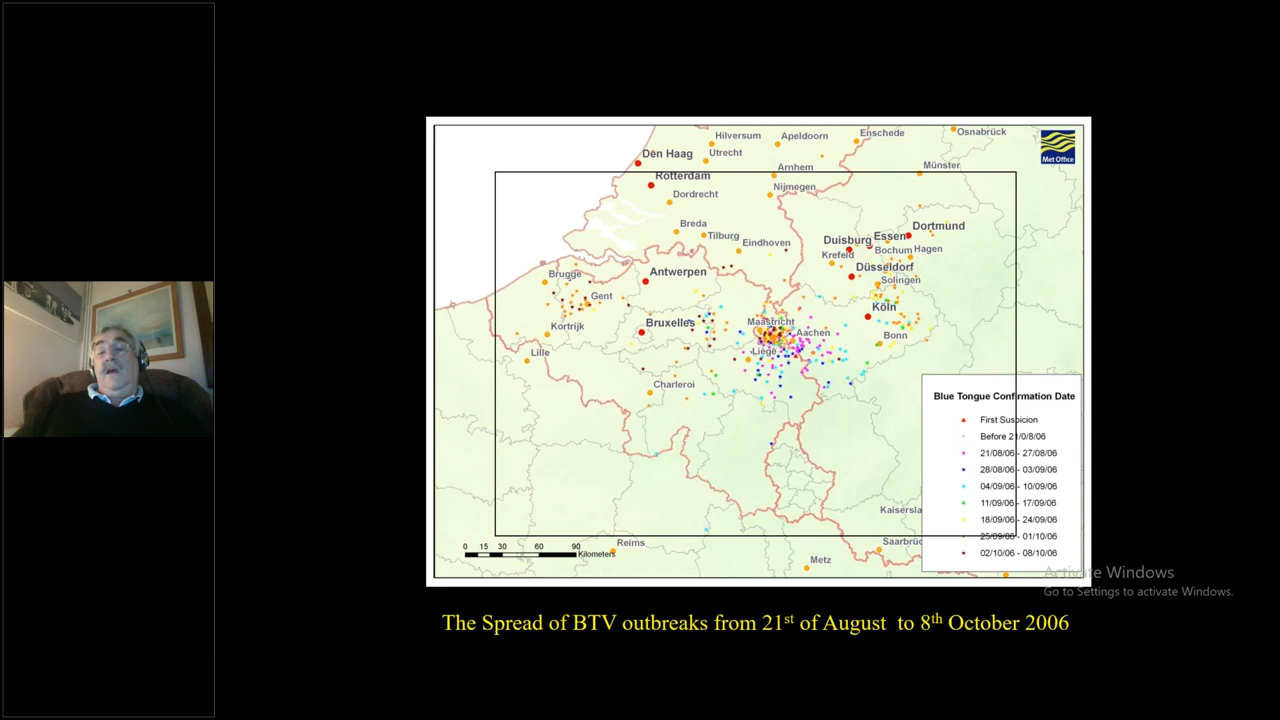 Hilversum
Apeldoorn
Enschede
Osnabrück
Den Haag
Utrecht
Met Office
Arnhem
Münster
Rotterdam
Nijmegen
Dordrecht
Breda
Tilburg
Eindhoven
Duisburg
Essen
Dortmund
Krefeld
Bochum
Hagen
Brugge
Antwerpen
Düsseldorf
Solingen
Gent
Köln
Kortrijk
Bruxelles
Maastricht
Aachen
Bonn
Lille
Liège
Charleroi
Blue Tongue Confirmation Date
First Suspicion
Before 21/0/8/06
21/08/06 - 27/08/06
28/08/06 - 03/09/06
04/09/06 - 10/09/06
11/09/06 - 17/09/06
18/09/06 - 24/09/06
25/09/06 - 01/10/06
02/10/06 - 08/10/06
Kaisersla
Saarbrüc
Reims
Metz
0 15 30 60 90
Kilometers
Activate Windows
Go to Settings to activate Windows.
The Spread of BTV outbreaks from 21st of August to 8th October 2006